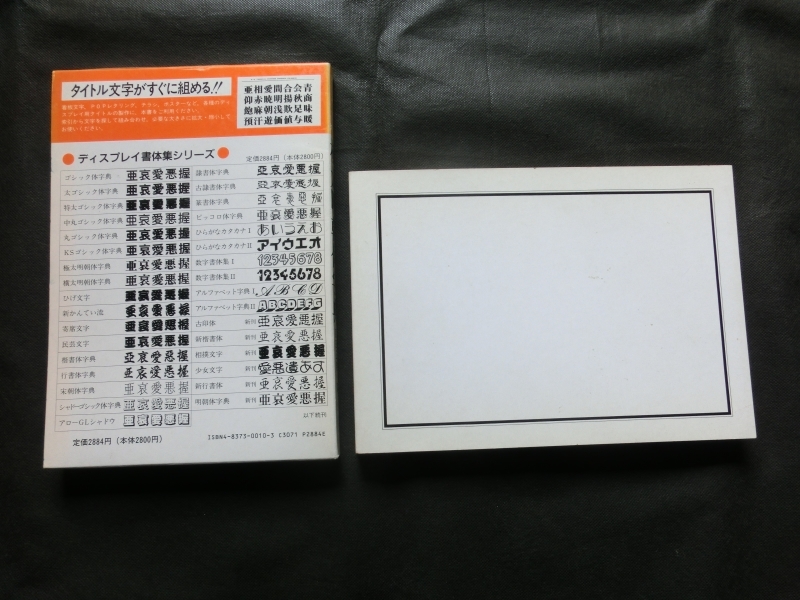 タイトル文字がすぐに組める!!
亜相愛間合会青
仰赤暁明揚秋商
飽麻朝浅欺足味
預汗遊価値与暖
ディスプレイ書体集シリーズ
定価2884円（本体2800円）
ゴシック体字典 亜哀愛悪握
太ゴシック体字典 亜哀愛悪握
特太ゴシック体字典 亜哀愛悪握
中丸ゴシック体字典 亜哀愛悪握
丸ゴシック体字典 亜哀愛悪握
KSゴシック体字典 亜哀愛悪握
極太明朝体字典 亜哀愛悪握
横太明朝体字典 亜哀愛悪握
ひげ文字 亜哀愛悪握
新かんてい流 亜哀愛悪握
寄席文字 亜哀愛悪握
民芸文字 亜哀愛悪握
楷書体字典 亜哀愛悪握
行書体字典 亜哀愛悪握
宋朝体字典 亜哀愛悪握
シャドーゴシック体字典 亜哀愛悪握
アローGLシャドウ 亜哀愛悪握
隷書体字典 亞哀愛悪握
古隷書体字典 亞哀愛悪握
篆書体字典
ピッコロ体字典 亜哀愛悪握
ひらがなカタカナI あいうえお
ひらがなカタカナII アイウエオ
数字書体集I 12345678
数字書体集II 12345678
アルファベット字典I ABCD
アルファベット字典II ABCDEFG
古印体 新刊 亜哀愛悪握
新楷書体 新刊 亜哀愛悪握
相撲文字 新刊 亜哀愛悪握
少女文字 新刊
新行書体 新刊 亜哀愛悪握
明朝体字典 新刊 亜哀愛悪握
以下続刊
定価2884円（本体2800円）
ISBN4-8373-0010-3 C3071 P2884E